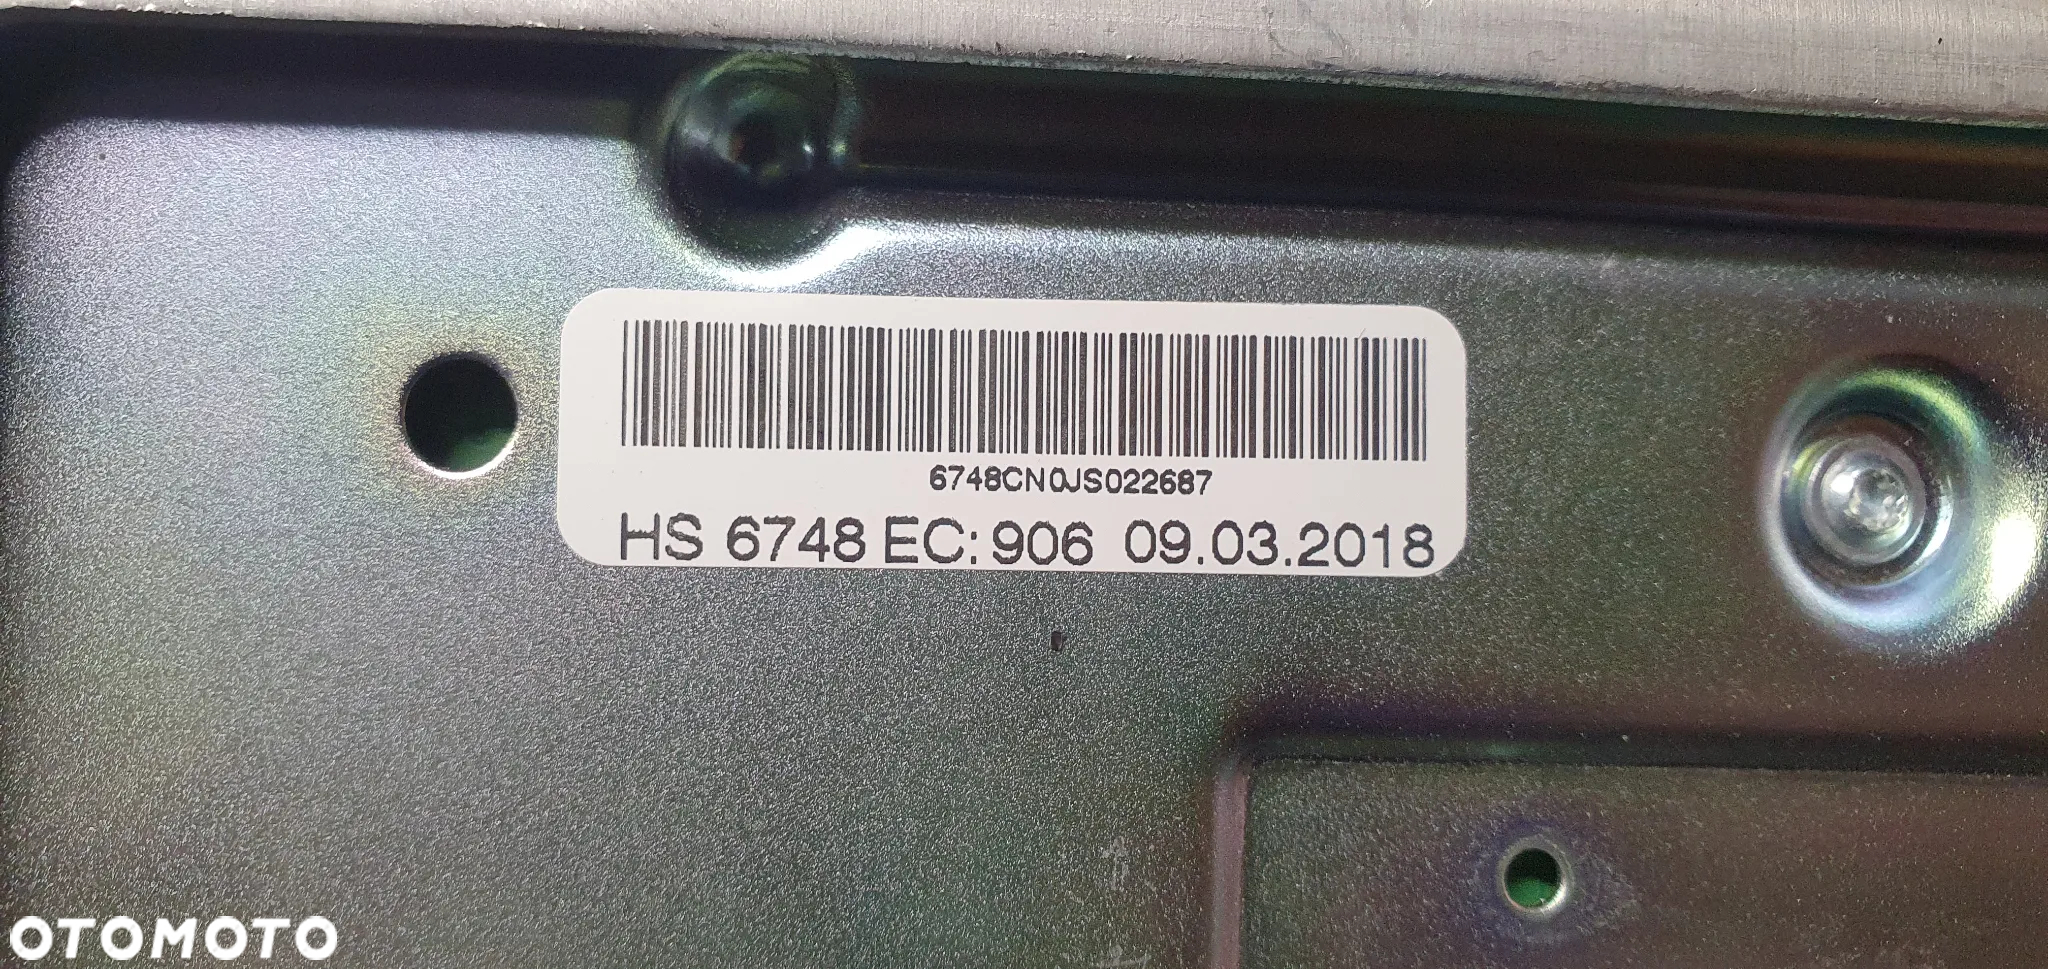 6748CN0JS022687
HS 6748 EC: 906 09.03.2018
OTOMOTO